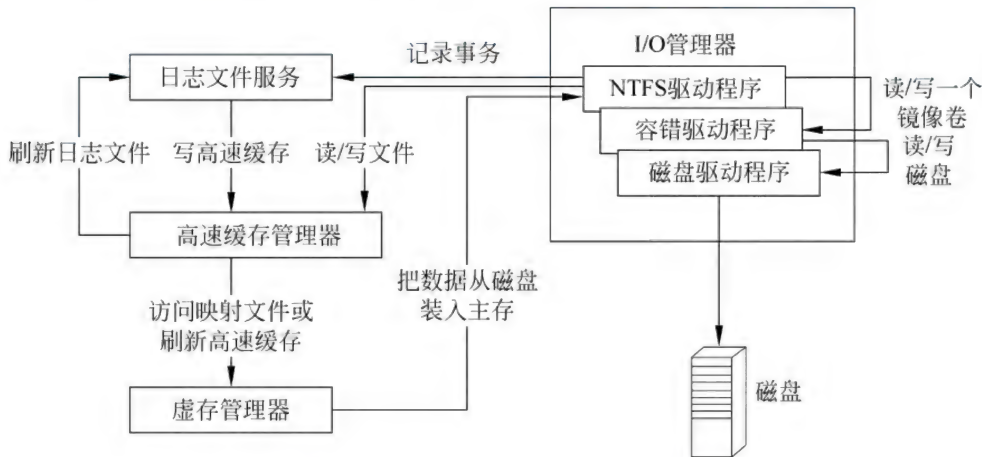 I/O管理器
记录事务
日志文件服务
NTFS驱动程序
读/写一个
镜像卷
容错驱动程序
刷新日志文件
写高速缓存
读/写文件
读/写
磁盘
磁盘驱动程序
高速缓存管理器
把数据从磁盘
装入主存
访问映射文件或
刷新高速缓存
虚存管理器
磁盘